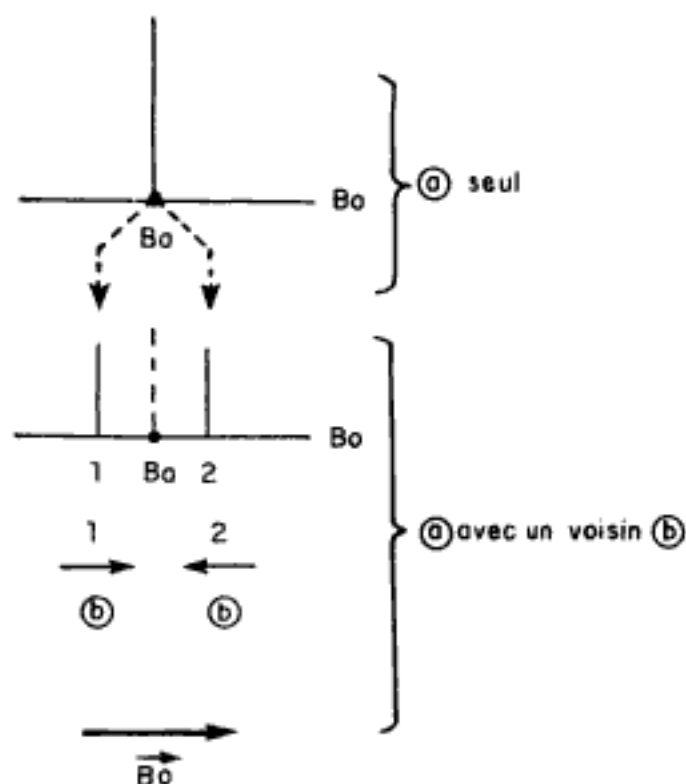 Bo
ⓐ seul
Bo
Bo
1 Bo 2
ⓐ avec un voisin ⓑ
1 2
ⓑ ⓑ
Bo